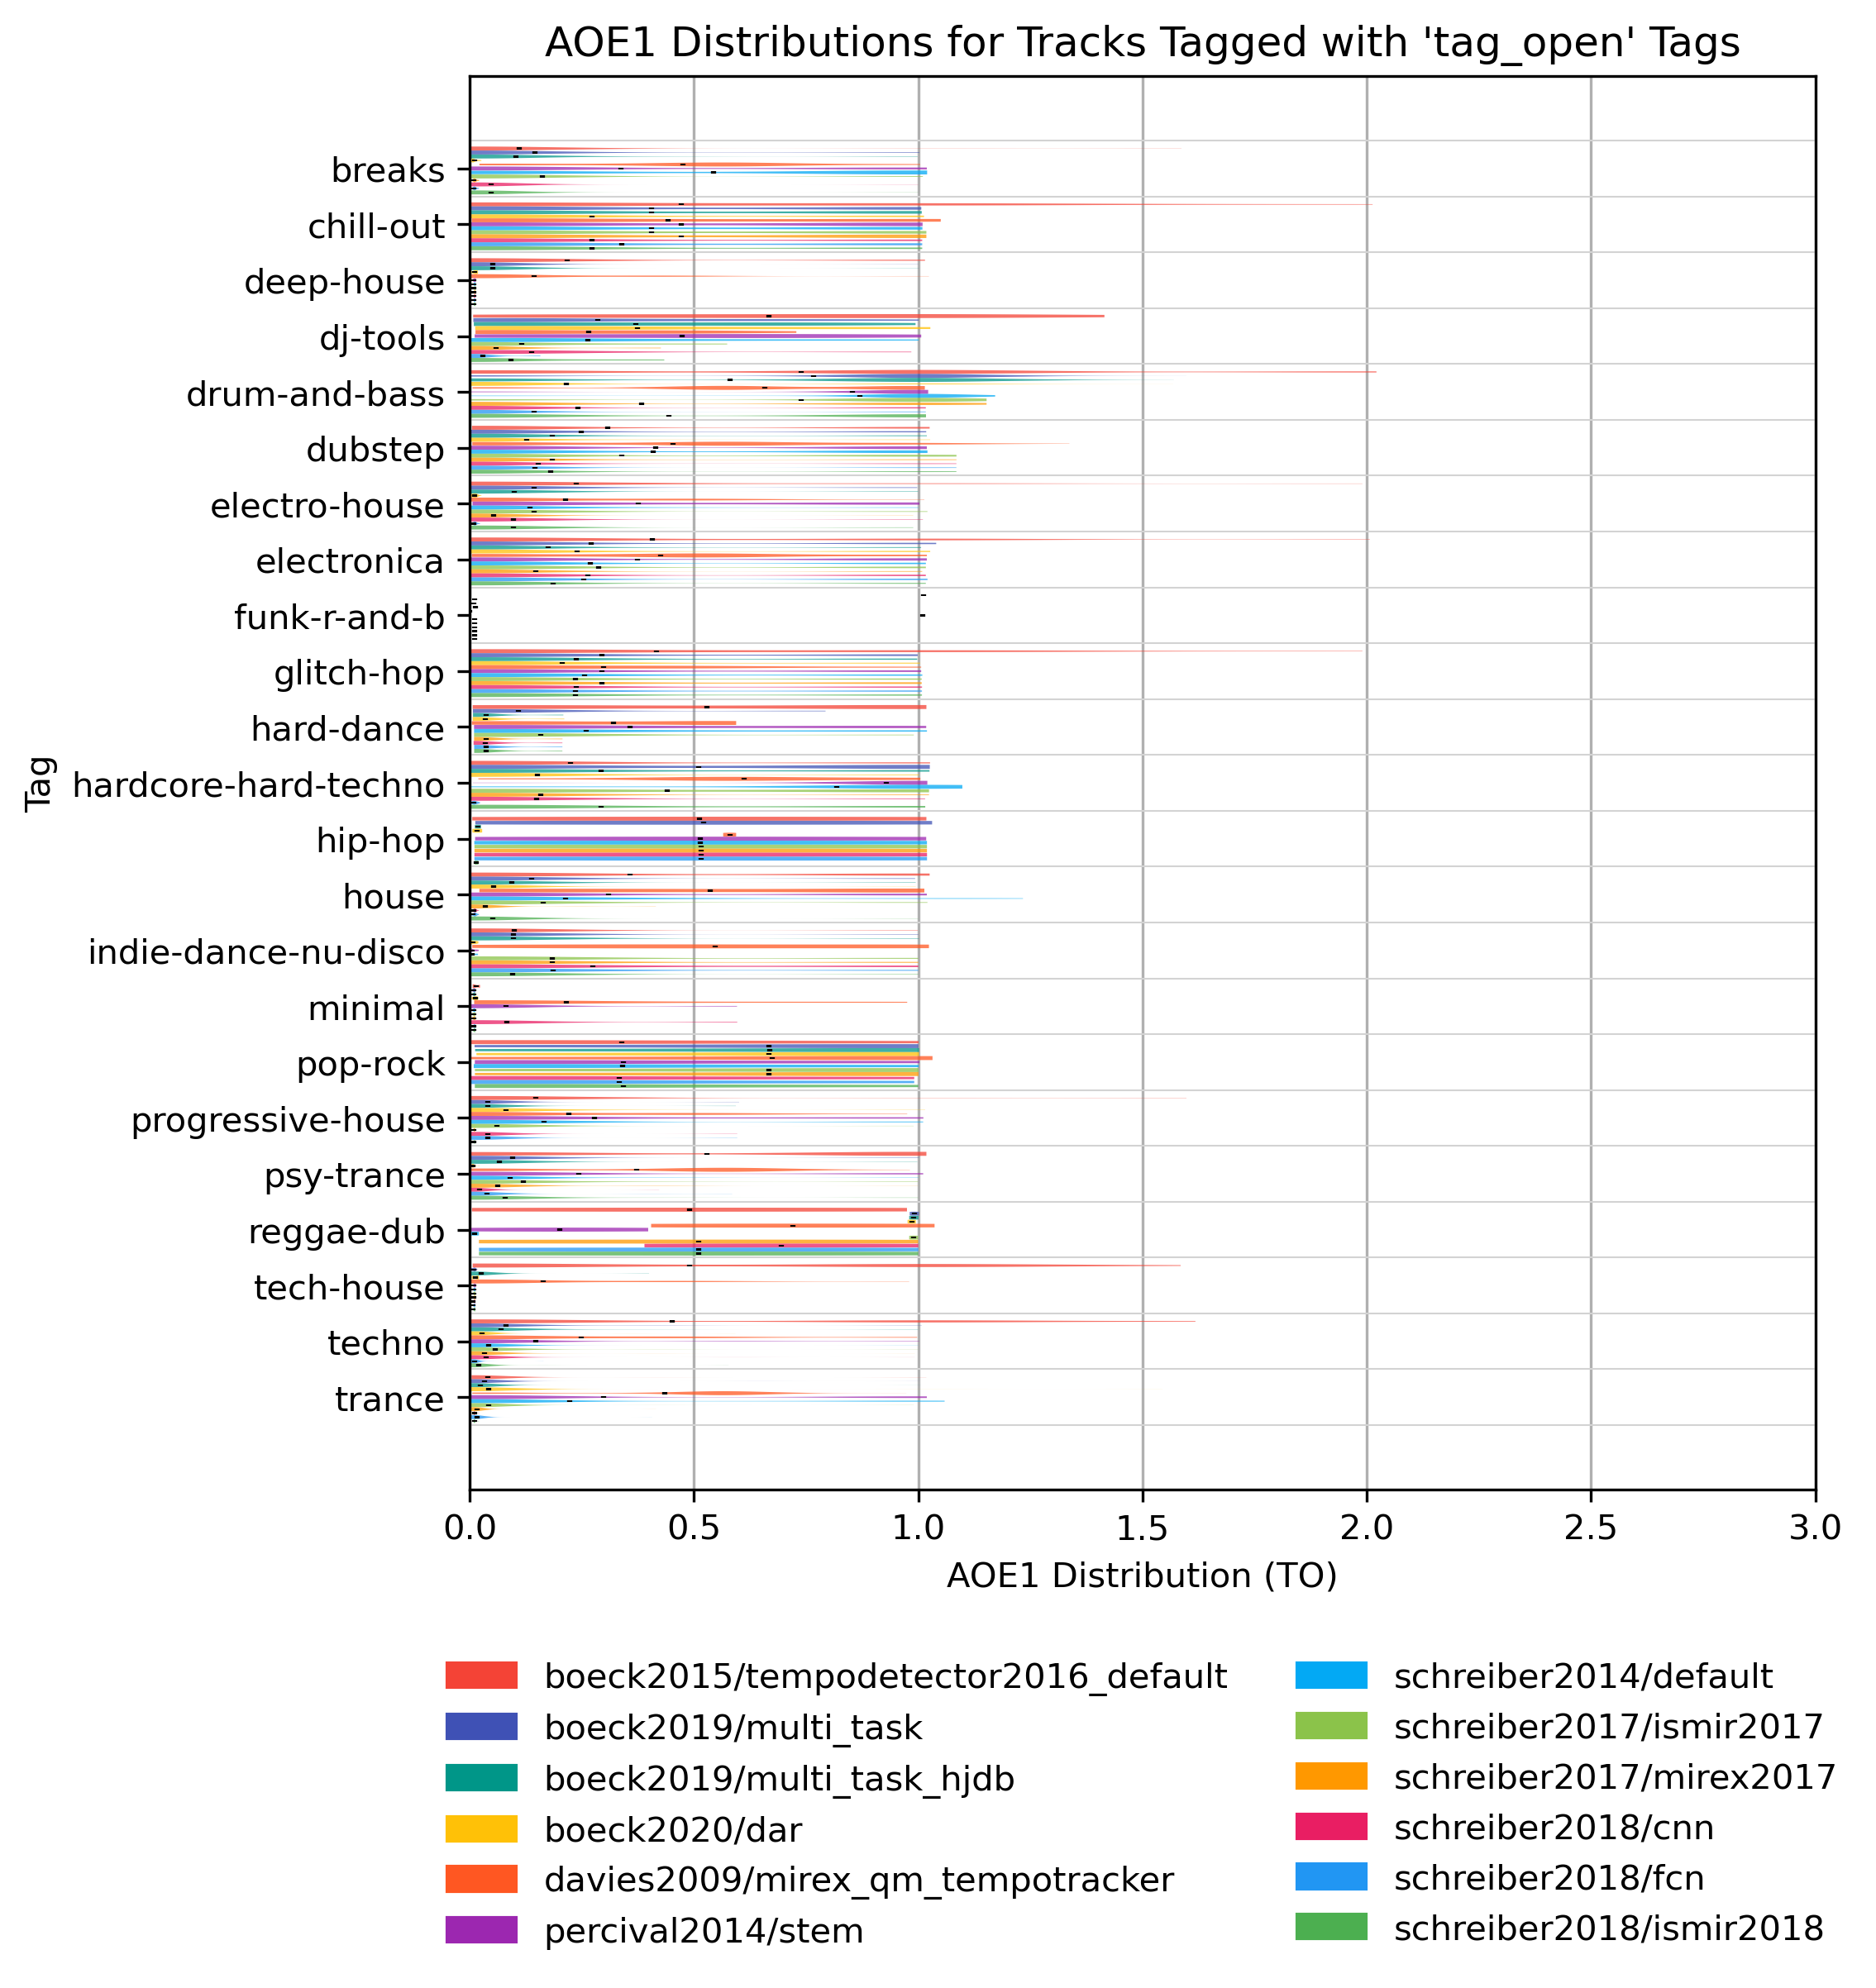 AOE1 Distributions for Tracks Tagged with 'tag_open' Tags
breaks
chill-out
deep-house
dj-tools
drum-and-bass
dubstep
electro-house
electronica
funk-r-and-b
glitch-hop
hard-dance
hardcore-hard-techno
hip-hop
house
indie-dance-nu-disco
minimal
pop-rock
progressive-house
psy-trance
reggae-dub
tech-house
techno
trance
Tag
0.0 0.5 1.0 1.5 2.0 2.5 3.0
AOE1 Distribution (TO)
boeck2015/tempodetector2016_default
boeck2019/multi_task
boeck2019/multi_task_hjdb
boeck2020/dar
davies2009/mirex_qm_tempotracker
percival2014/stem
schreiber2014/default
schreiber2017/ismir2017
schreiber2017/mirex2017
schreiber2018/cnn
schreiber2018/fcn
schreiber2018/ismir2018